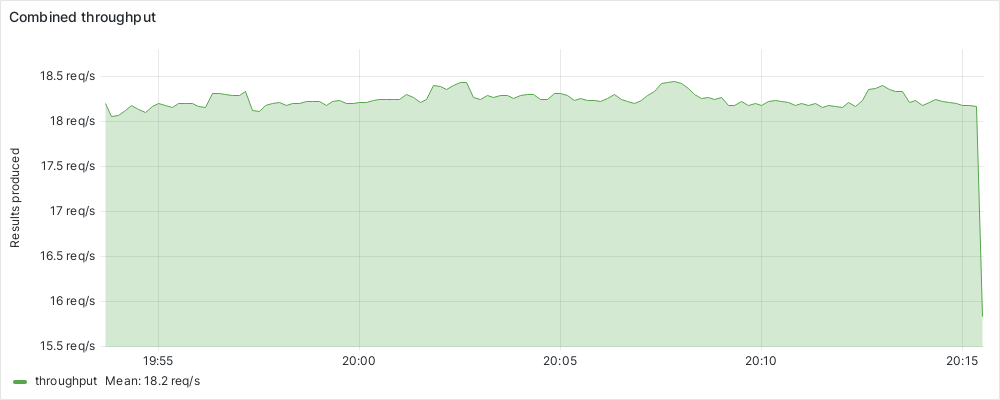 Combined throughput
Results produced
18.5 req/s
18 req/s
17.5 req/s
17 req/s
16.5 req/s
16 req/s
15.5 req/s
19:55 20:00 20:05 20:10 20:15
throughput Mean: 18.2 req/s